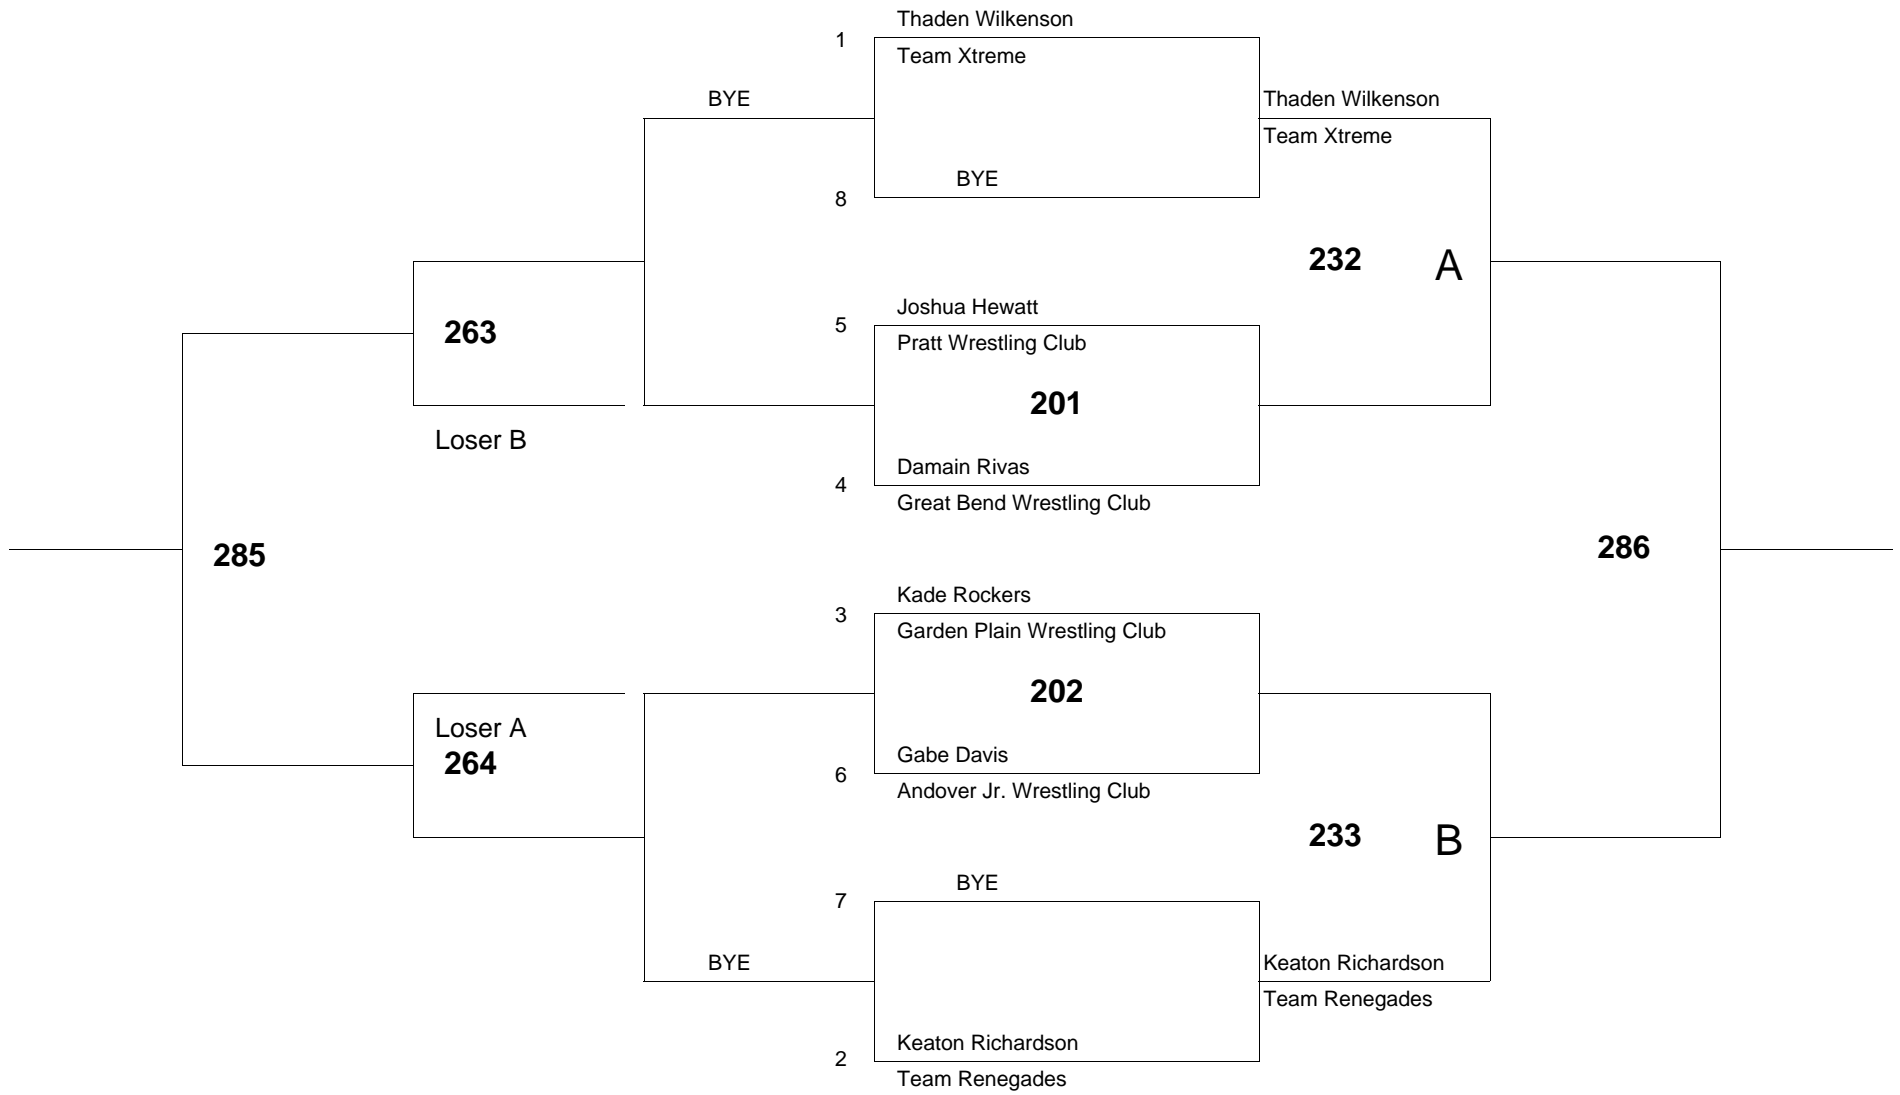 Thaden Wilkenson
1
Team Xtreme
BYE
Thaden Wilkenson
Team Xtreme
BYE
8
232
A
Joshua Hewatt
5
263
Pratt Wrestling Club
201
Loser B
Damain Rivas
4
Great Bend Wrestling Club
285
286
Kade Rockers
3
Garden Plain Wrestling Club
202
Loser A
264
Gabe Davis
6
Andover Jr. Wrestling Club
233
B
BYE
7
BYE
Keaton Richardson
Team Renegades
Keaton Richardson
2
Team Renegades